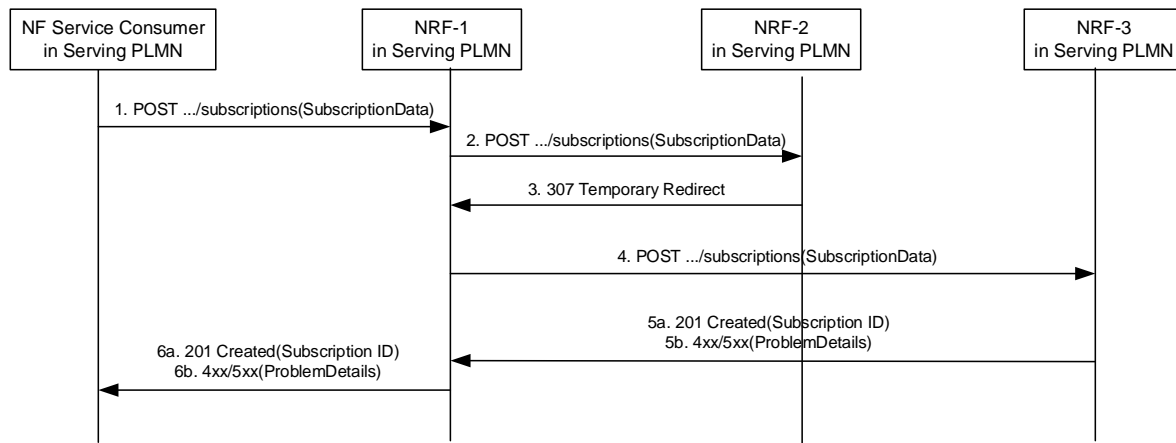 NF Service Consumer
in Serving PLMN
NRF-1
in Serving PLMN
NRF-2
in Serving PLMN
NRF-3
in Serving PLMN
1. POST .../subscriptions(SubscriptionData)
2. POST .../subscriptions(SubscriptionData)
3. 307 Temporary Redirect
4. POST .../subscriptions(SubscriptionData)
5a. 201 Created(Subscription ID)
5b. 4xx/5xx(ProblemDetails)
6a. 201 Created(Subscription ID)
6b. 4xx/5xx(ProblemDetails)